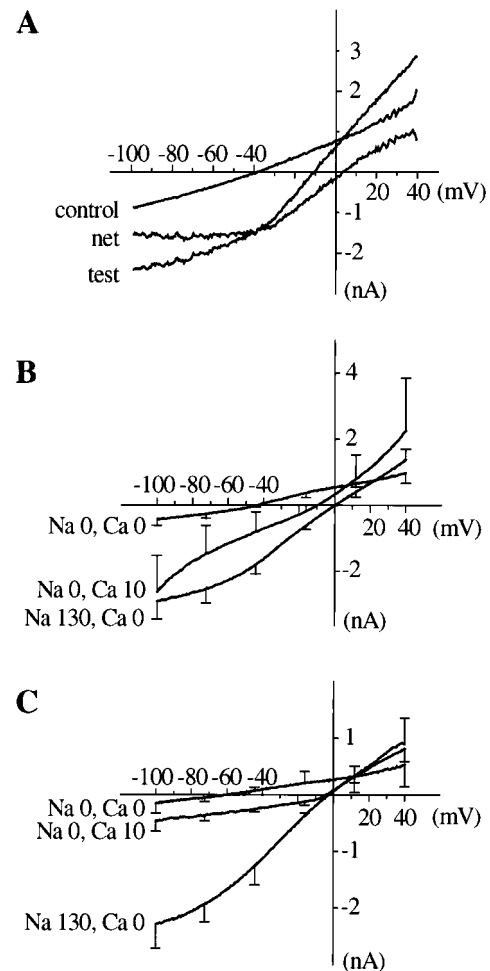 A
3
2
-100 -80 -60 -40
20 40 (mV)
control
-1
net
-2
test
(nA)
B
4
2
-100 -80 -60 -40
20 40 (mV)
Na 0, Ca 0
-2
Na 0, Ca 10
Na 130, Ca 0
(nA)
C
1
-100 -80 -60 -40
20 40 (mV)
Na 0, Ca 0
Na 0, Ca 10
-1
Na 130, Ca 0
-2
(nA)